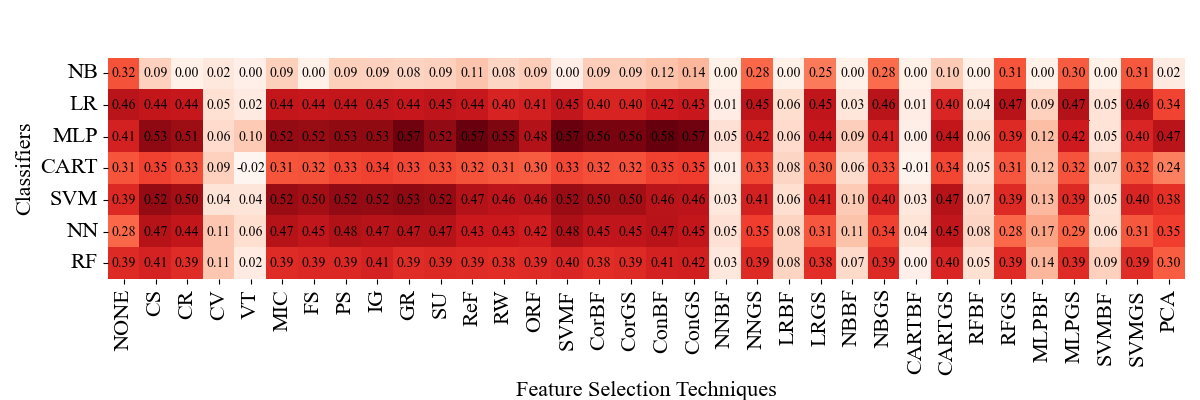 NB 0.32 0.09 0.00 0.02 0.00 0.09 0.00 0.09 0.09 0.08 0.09 0.11 0.08 0.09 0.00 0.09 0.09 0.12 0.14 0.00 0.28 0.00 0.25 0.00 0.28 0.00 0.10 0.00 0.31 0.00 0.30 0.00 0.31 0.02
LR 0.46 0.44 0.44 0.05 0.02 0.44 0.44 0.44 0.45 0.44 0.45 0.44 0.40 0.41 0.45 0.40 0.40 0.42 0.43 0.01 0.45 0.06 0.45 0.03 0.46 0.01 0.40 0.04 0.47 0.09 0.47 0.05 0.46 0.34
MLP 0.41 0.53 0.51 0.06 0.10 0.52 0.52 0.53 0.53 0.57 0.52 0.57 0.55 0.48 0.57 0.56 0.56 0.58 0.57 0.05 0.42 0.06 0.44 0.09 0.41 0.00 0.44 0.06 0.39 0.12 0.42 0.05 0.40 0.47
CART 0.31 0.35 0.33 0.09 -0.02 0.31 0.32 0.33 0.34 0.33 0.33 0.32 0.31 0.30 0.33 0.32 0.32 0.35 0.35 0.01 0.33 0.08 0.30 0.06 0.33 -0.01 0.34 0.05 0.31 0.12 0.32 0.07 0.32 0.24
SVM 0.39 0.52 0.50 0.04 0.04 0.52 0.50 0.52 0.52 0.53 0.52 0.47 0.46 0.46 0.52 0.50 0.50 0.46 0.46 0.03 0.41 0.06 0.41 0.10 0.40 0.03 0.47 0.07 0.39 0.13 0.39 0.05 0.40 0.38
NN 0.28 0.47 0.44 0.11 0.06 0.47 0.45 0.48 0.47 0.47 0.47 0.43 0.43 0.42 0.48 0.45 0.45 0.47 0.45 0.05 0.35 0.08 0.31 0.11 0.34 0.04 0.45 0.08 0.28 0.17 0.29 0.06 0.31 0.35
RF 0.39 0.41 0.39 0.11 0.02 0.39 0.39 0.39 0.41 0.39 0.39 0.39 0.38 0.39 0.40 0.38 0.39 0.41 0.42 0.03 0.39 0.08 0.38 0.07 0.39 0.00 0.40 0.05 0.39 0.14 0.39 0.09 0.39 0.30
Classifiers
NONE CS CR CV VT MIC FS PS IG GR SU ReF RW ORF SVMF CorBF CorGS ConBF ConGS NNBF NNGS LRBF LRGS NBBF NBGS CARTBF CARTGS RFBF RFGS MLPBF MLPGS SVMBF SVMGS PCA
Feature Selection Techniques